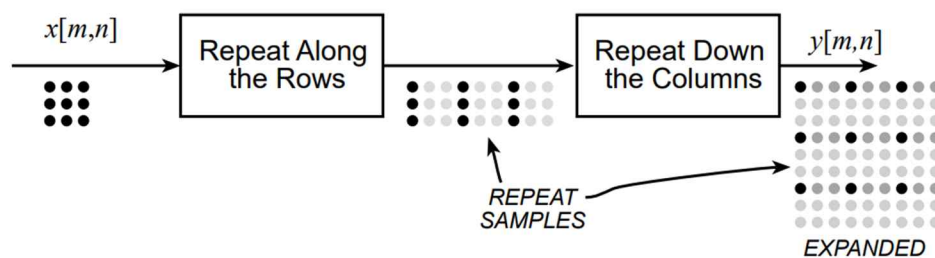 x[m,n]
Repeat Along
the Rows
Repeat Down
the Columns
y[m,n]
REPEAT
SAMPLES
EXPANDED